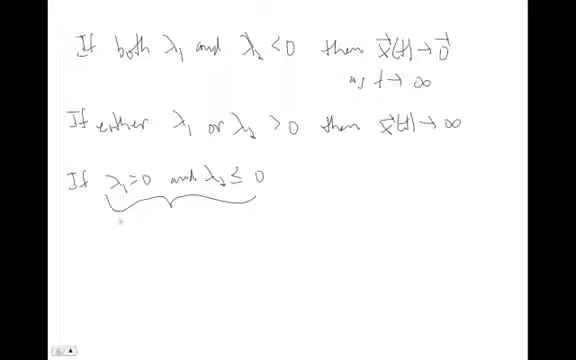 If both λ₁ and λ₂ < 0 then x⃗(t) → 0⃗
as t → ∞
If either λ₁ or λ₂ > 0 then x⃗(t) → ∞
If λ₁ = 0 and λ₂ ≤ 0